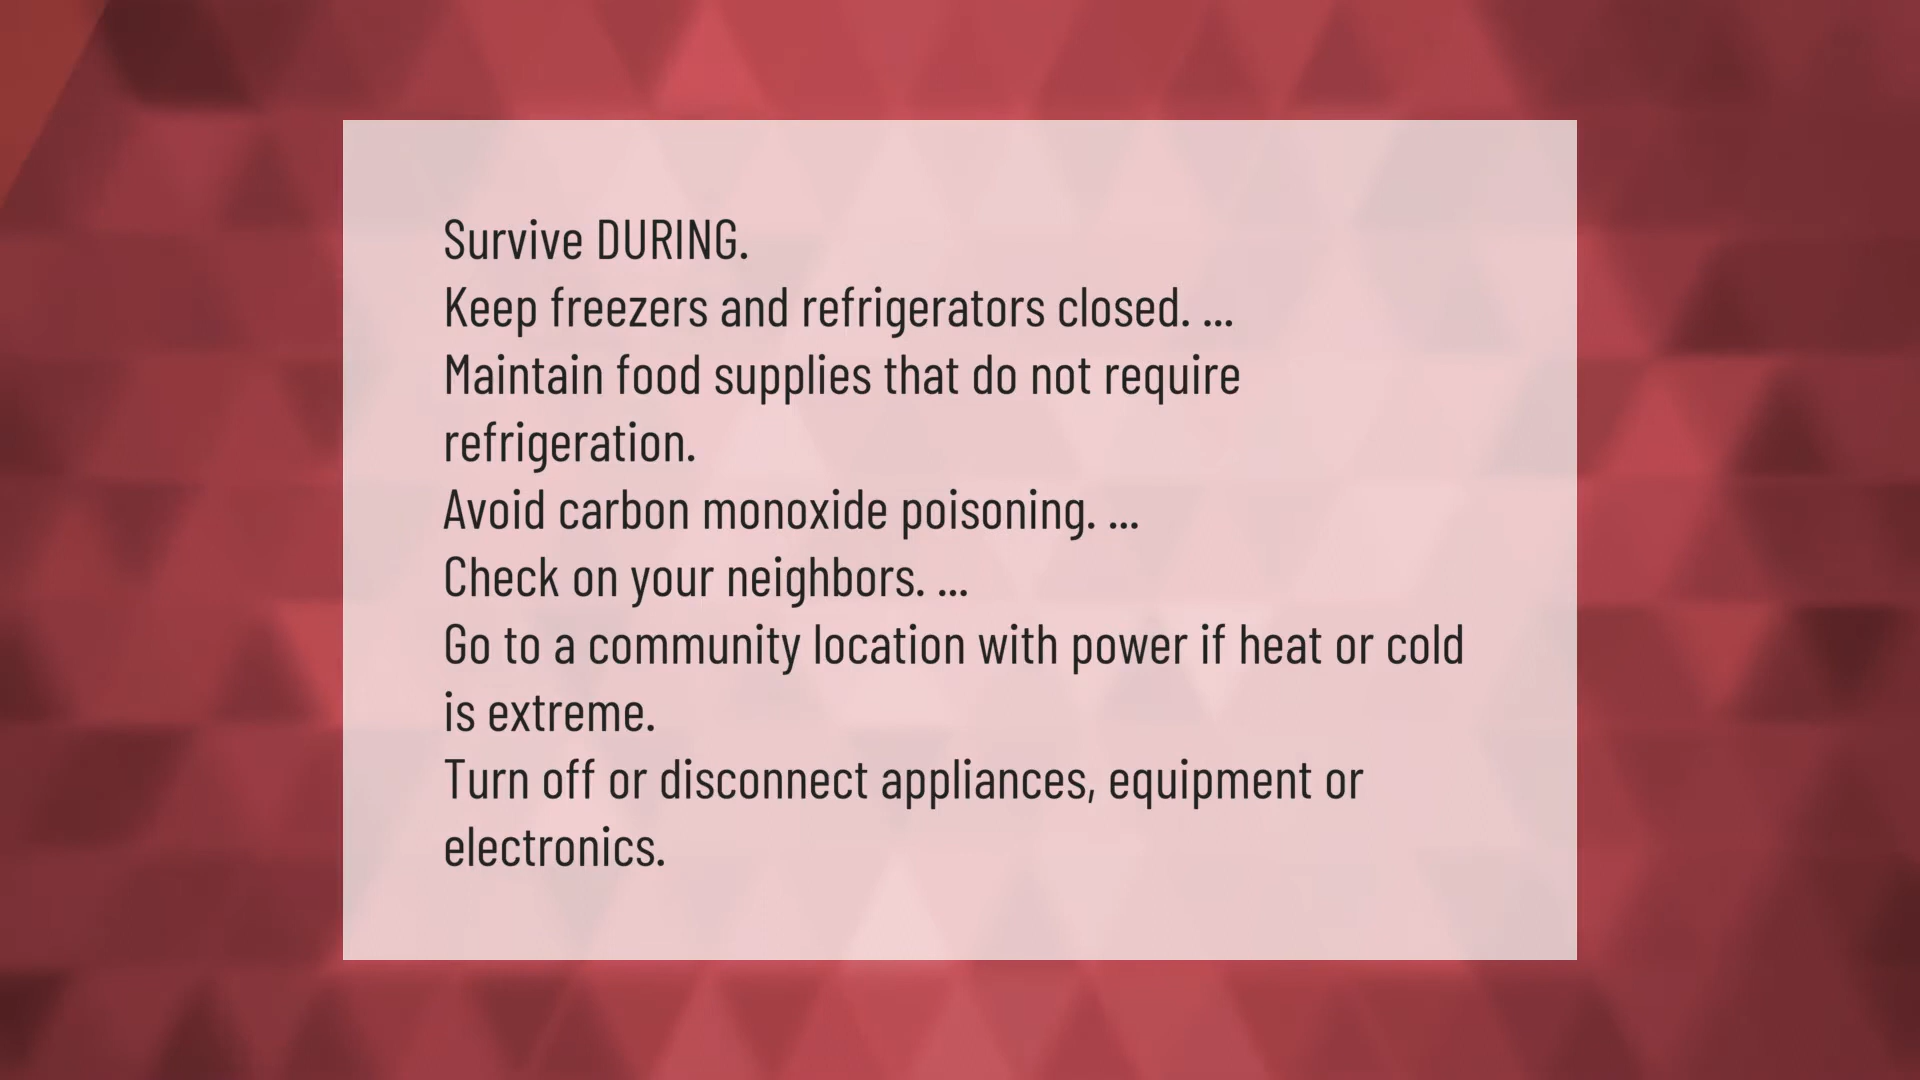 Survive DURING.
Keep freezers and refrigerators closed. ...
Maintain food supplies that do not require
refrigeration.
Avoid carbon monoxide poisoning. ...
Check on your neighbors. ...
Go to a community location with power if heat or cold
is extreme.
Turn off or disconnect appliances, equipment or
electronics.